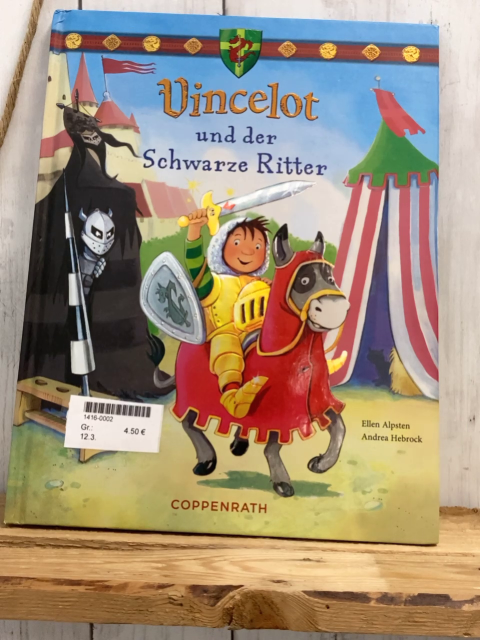 Vincelot
und der
Schwarze Ritter
1416-0002
Gr.:
4.50 €
12.3.
Ellen Alpsten
Andrea Hebrock
COPPENRATH